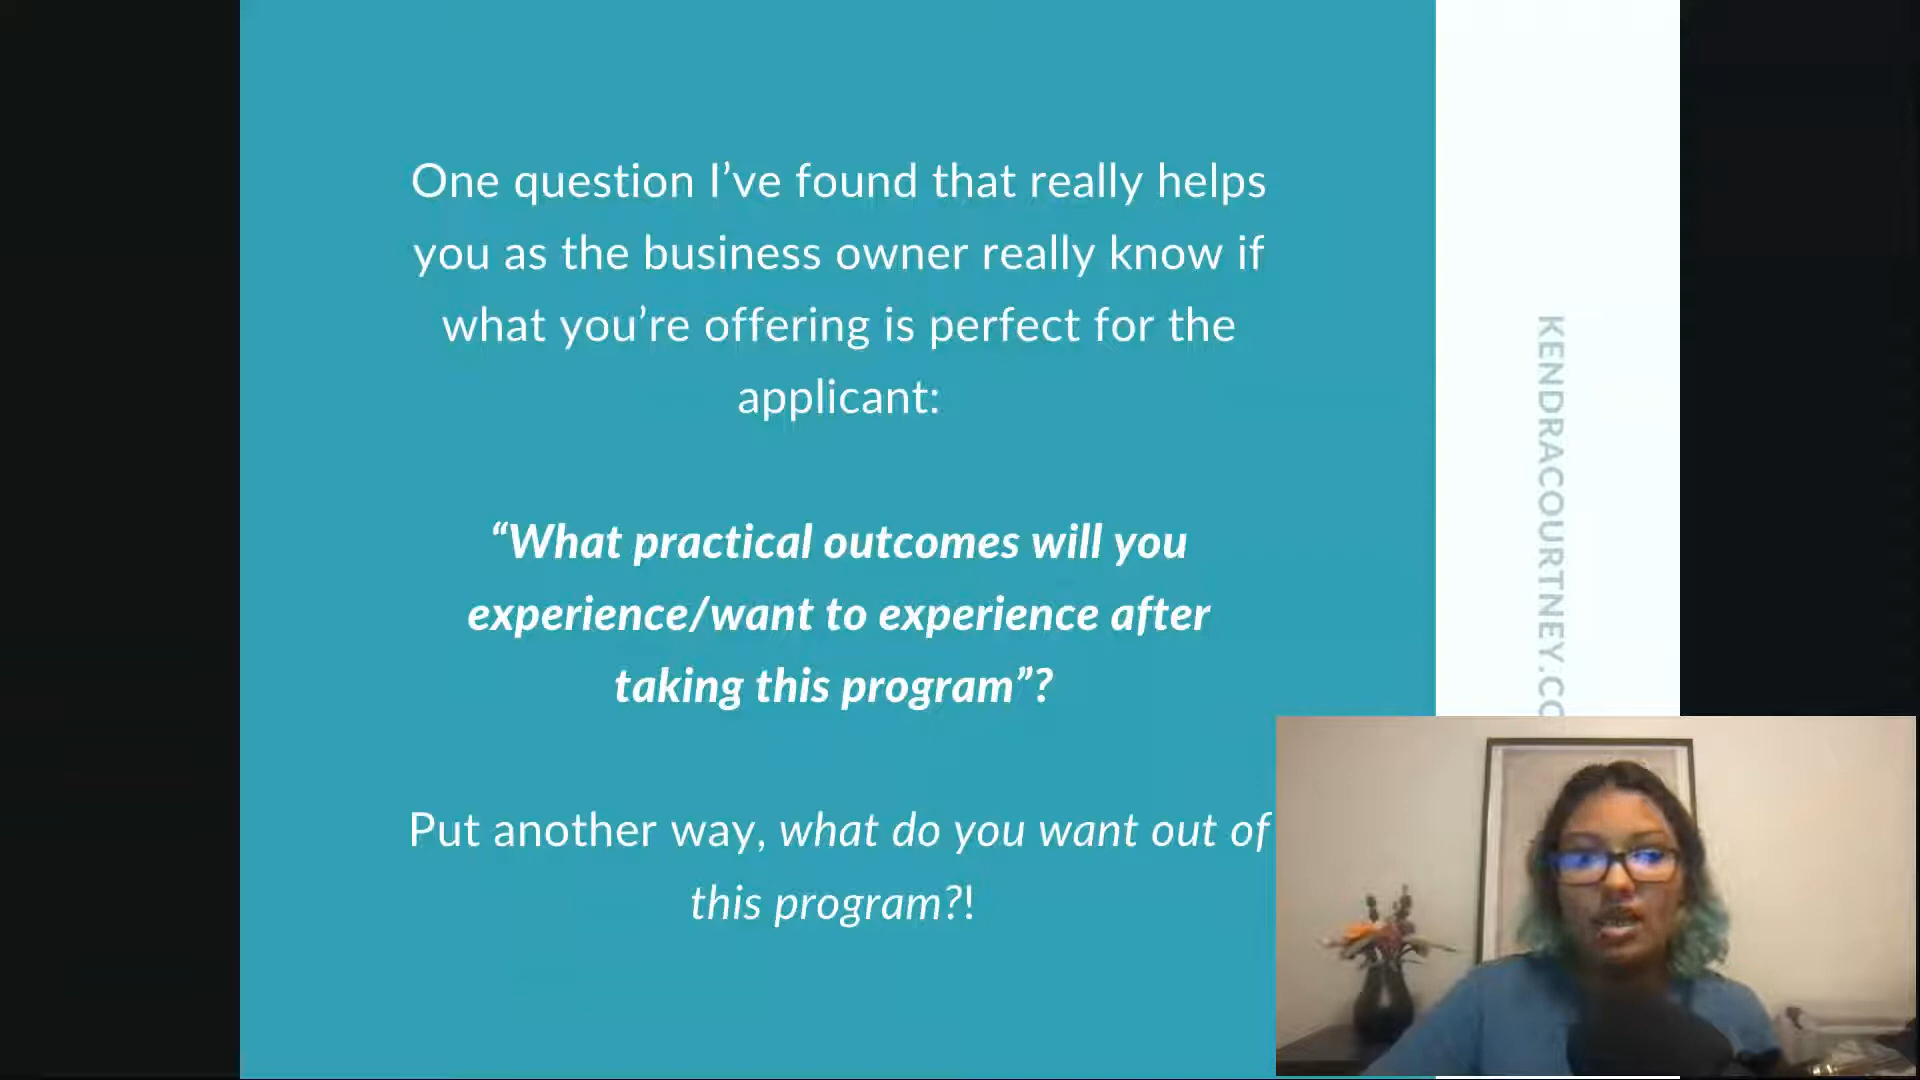 One question I’ve found that really helps
you as the business owner really know if
what you’re offering is perfect for the
applicant:
“What practical outcomes will you
experience/want to experience after
taking this program”?
Put another way, what do you want out of
this program?!
KENDRACOURTNEY.CO